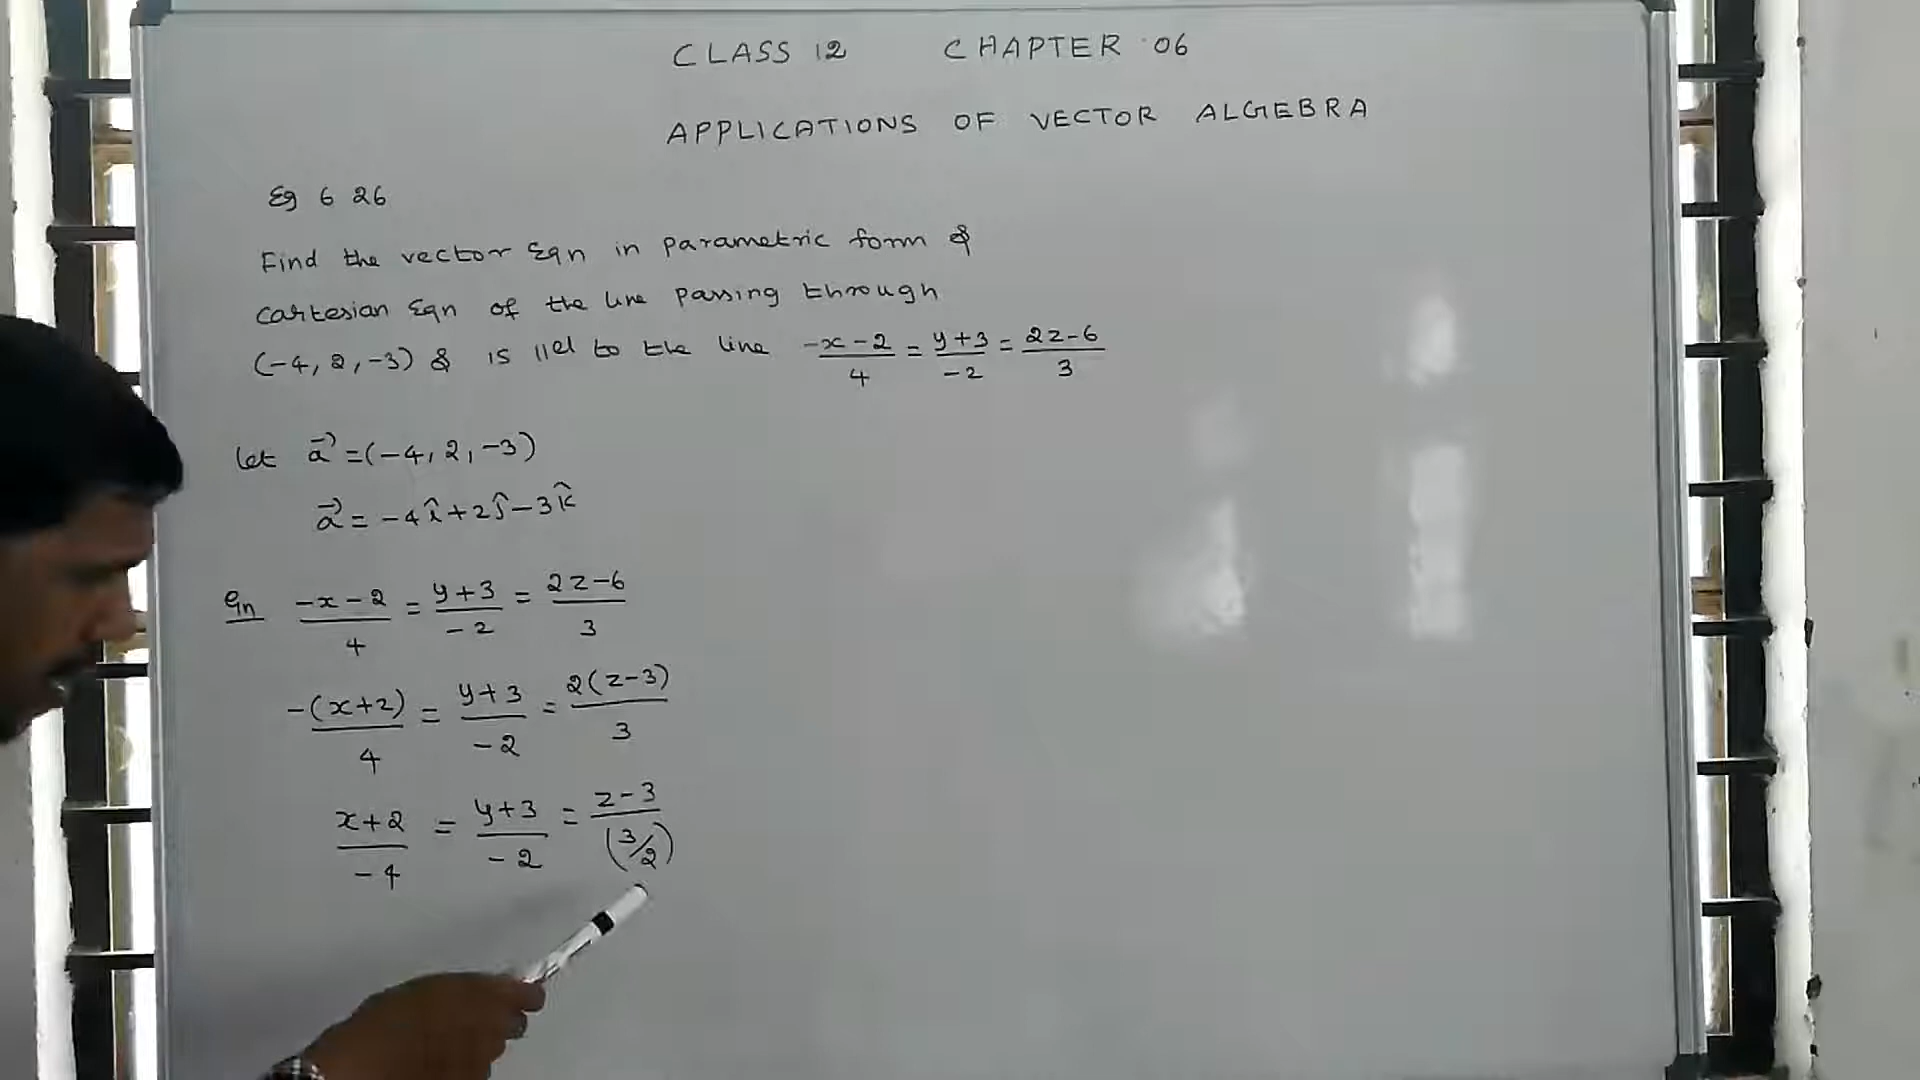 CLASS 12 CHAPTER 06
APPLICATIONS OF VECTOR ALGEBRA
Eg 6 26
Find the vector Eqn in parametric form &
cartesian Eqn of the line passing through
(-4, 2, -3) & is ||el to the line (-x-2)/4 = (y+3)/-2 = (2z-6)/3
let a⃗ = (-4, 2, -3)
a⃗ = -4î+2ĵ-3k̂
Gn (-x-2)/4 = (y+3)/-2 = (2z-6)/3
-(x+2)/4 = (y+3)/-2 = 2(z-3)/3
(x+2)/-4 = (y+3)/-2 = (z-3)/(3/2)